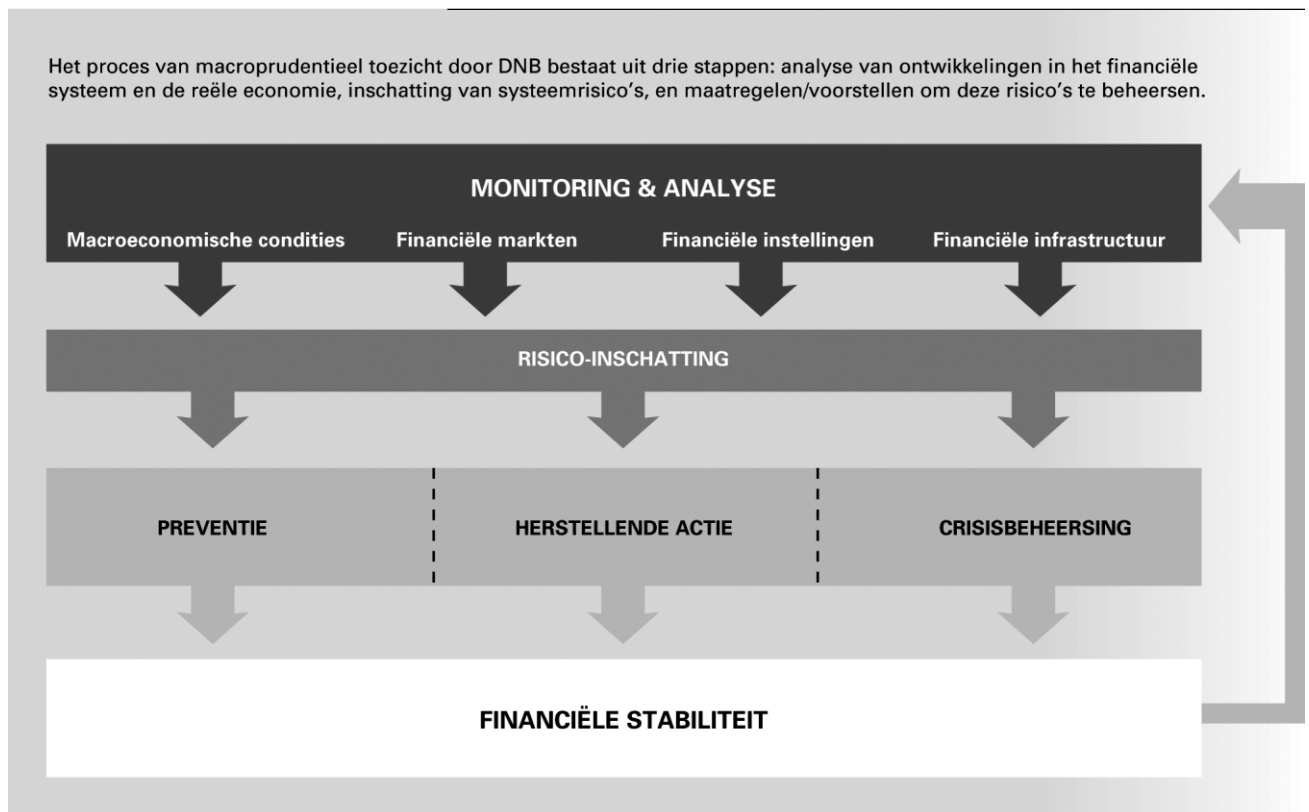 Het proces van macroprudentieel toezicht door DNB bestaat uit drie stappen: analyse van ontwikkelingen in het financiële
systeem en de reële economie, inschatting van systeemrisico's, en maatregelen/voorstellen om deze risico's te beheersen.
MONITORING & ANALYSE
Macroeconomische condities Financiële markten Financiële instellingen Financiële infrastructuur
RISICO-INSCHATTING
PREVENTIE HERSTELLENDE ACTIE CRISISBEHEERSING
FINANCIËLE STABILITEIT